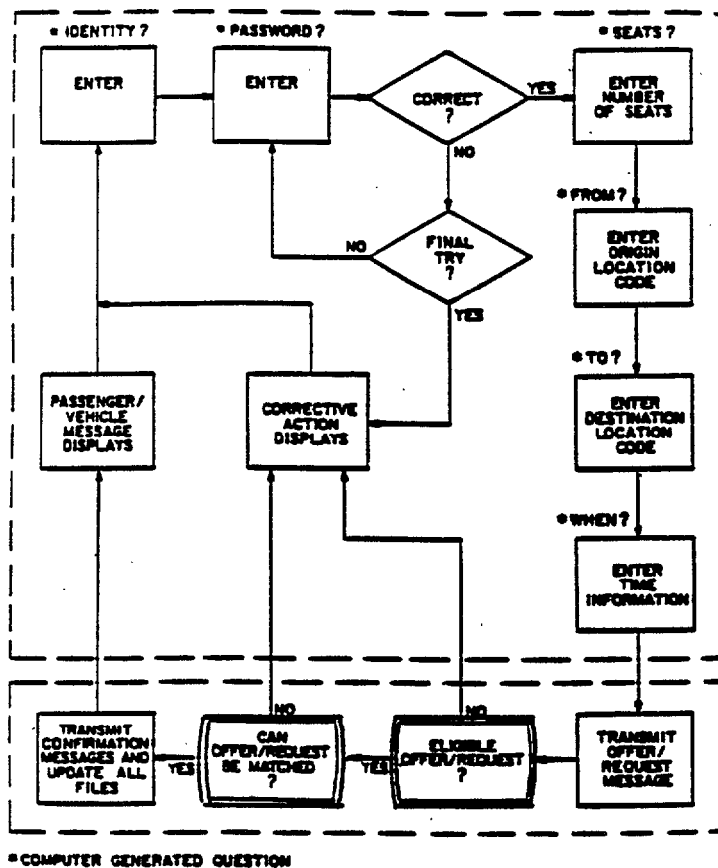 * IDENTITY ?
* PASSWORD ?
* SEATS ?
ENTER
ENTER
CORRECT
?
YES
ENTER
NUMBER
OF SEATS
NO
* FROM ?
NO
FINAL
TRY
?
ENTER
ORIGIN
LOCATION
CODE
YES
* TO ?
PASSENGER/
VEHICLE
MESSAGE
DISPLAYS
CORRECTIVE
ACTION
DISPLAYS
ENTER
DESTINATION
LOCATION
CODE
* WHEN ?
ENTER
TIME
INFORMATION
NO
NO
TRANSMIT
CONFIRMATION
MESSAGES AND
UPDATE ALL
FILES
YES
CAN
OFFER/REQUEST
BE MATCHED
?
YES
ELIGIBLE
OFFER/REQUEST
?
TRANSMIT
OFFER/
REQUEST
MESSAGE
* COMPUTER GENERATED QUESTION